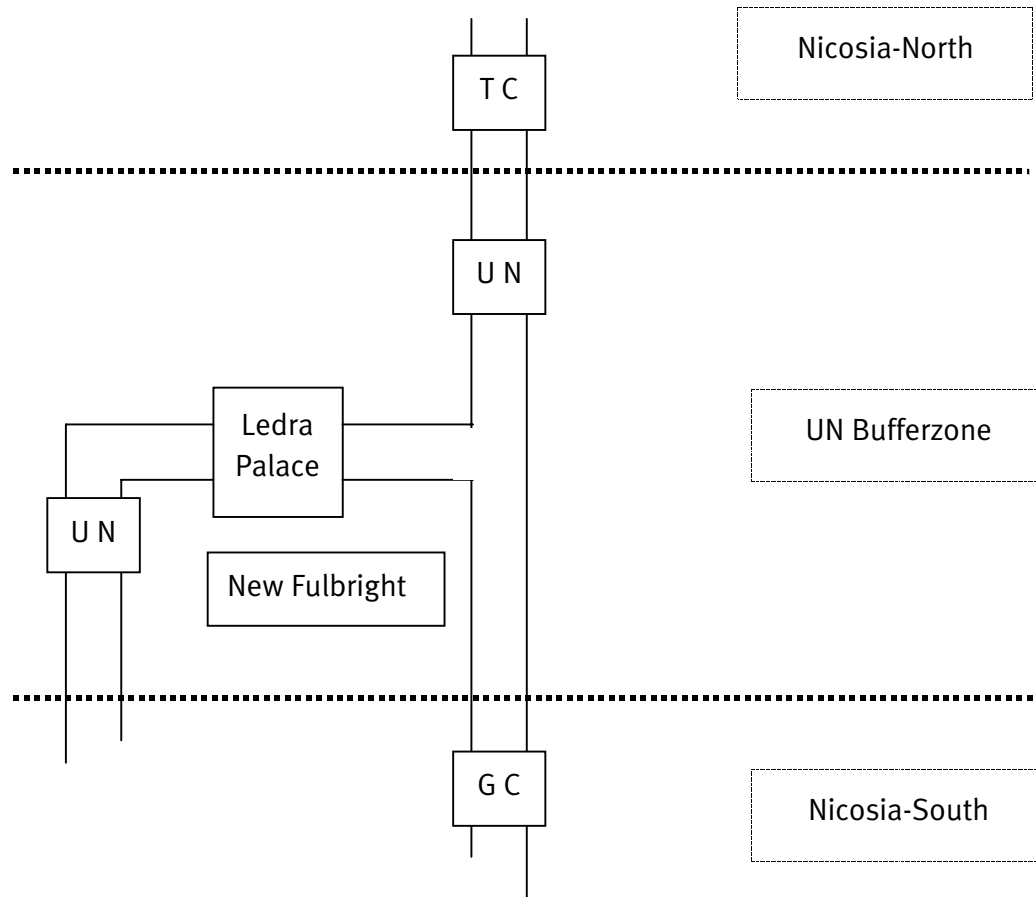 Nicosia-North
T C
U N
Ledra
Palace
UN Bufferzone
U N
New Fulbright
G C
Nicosia-South